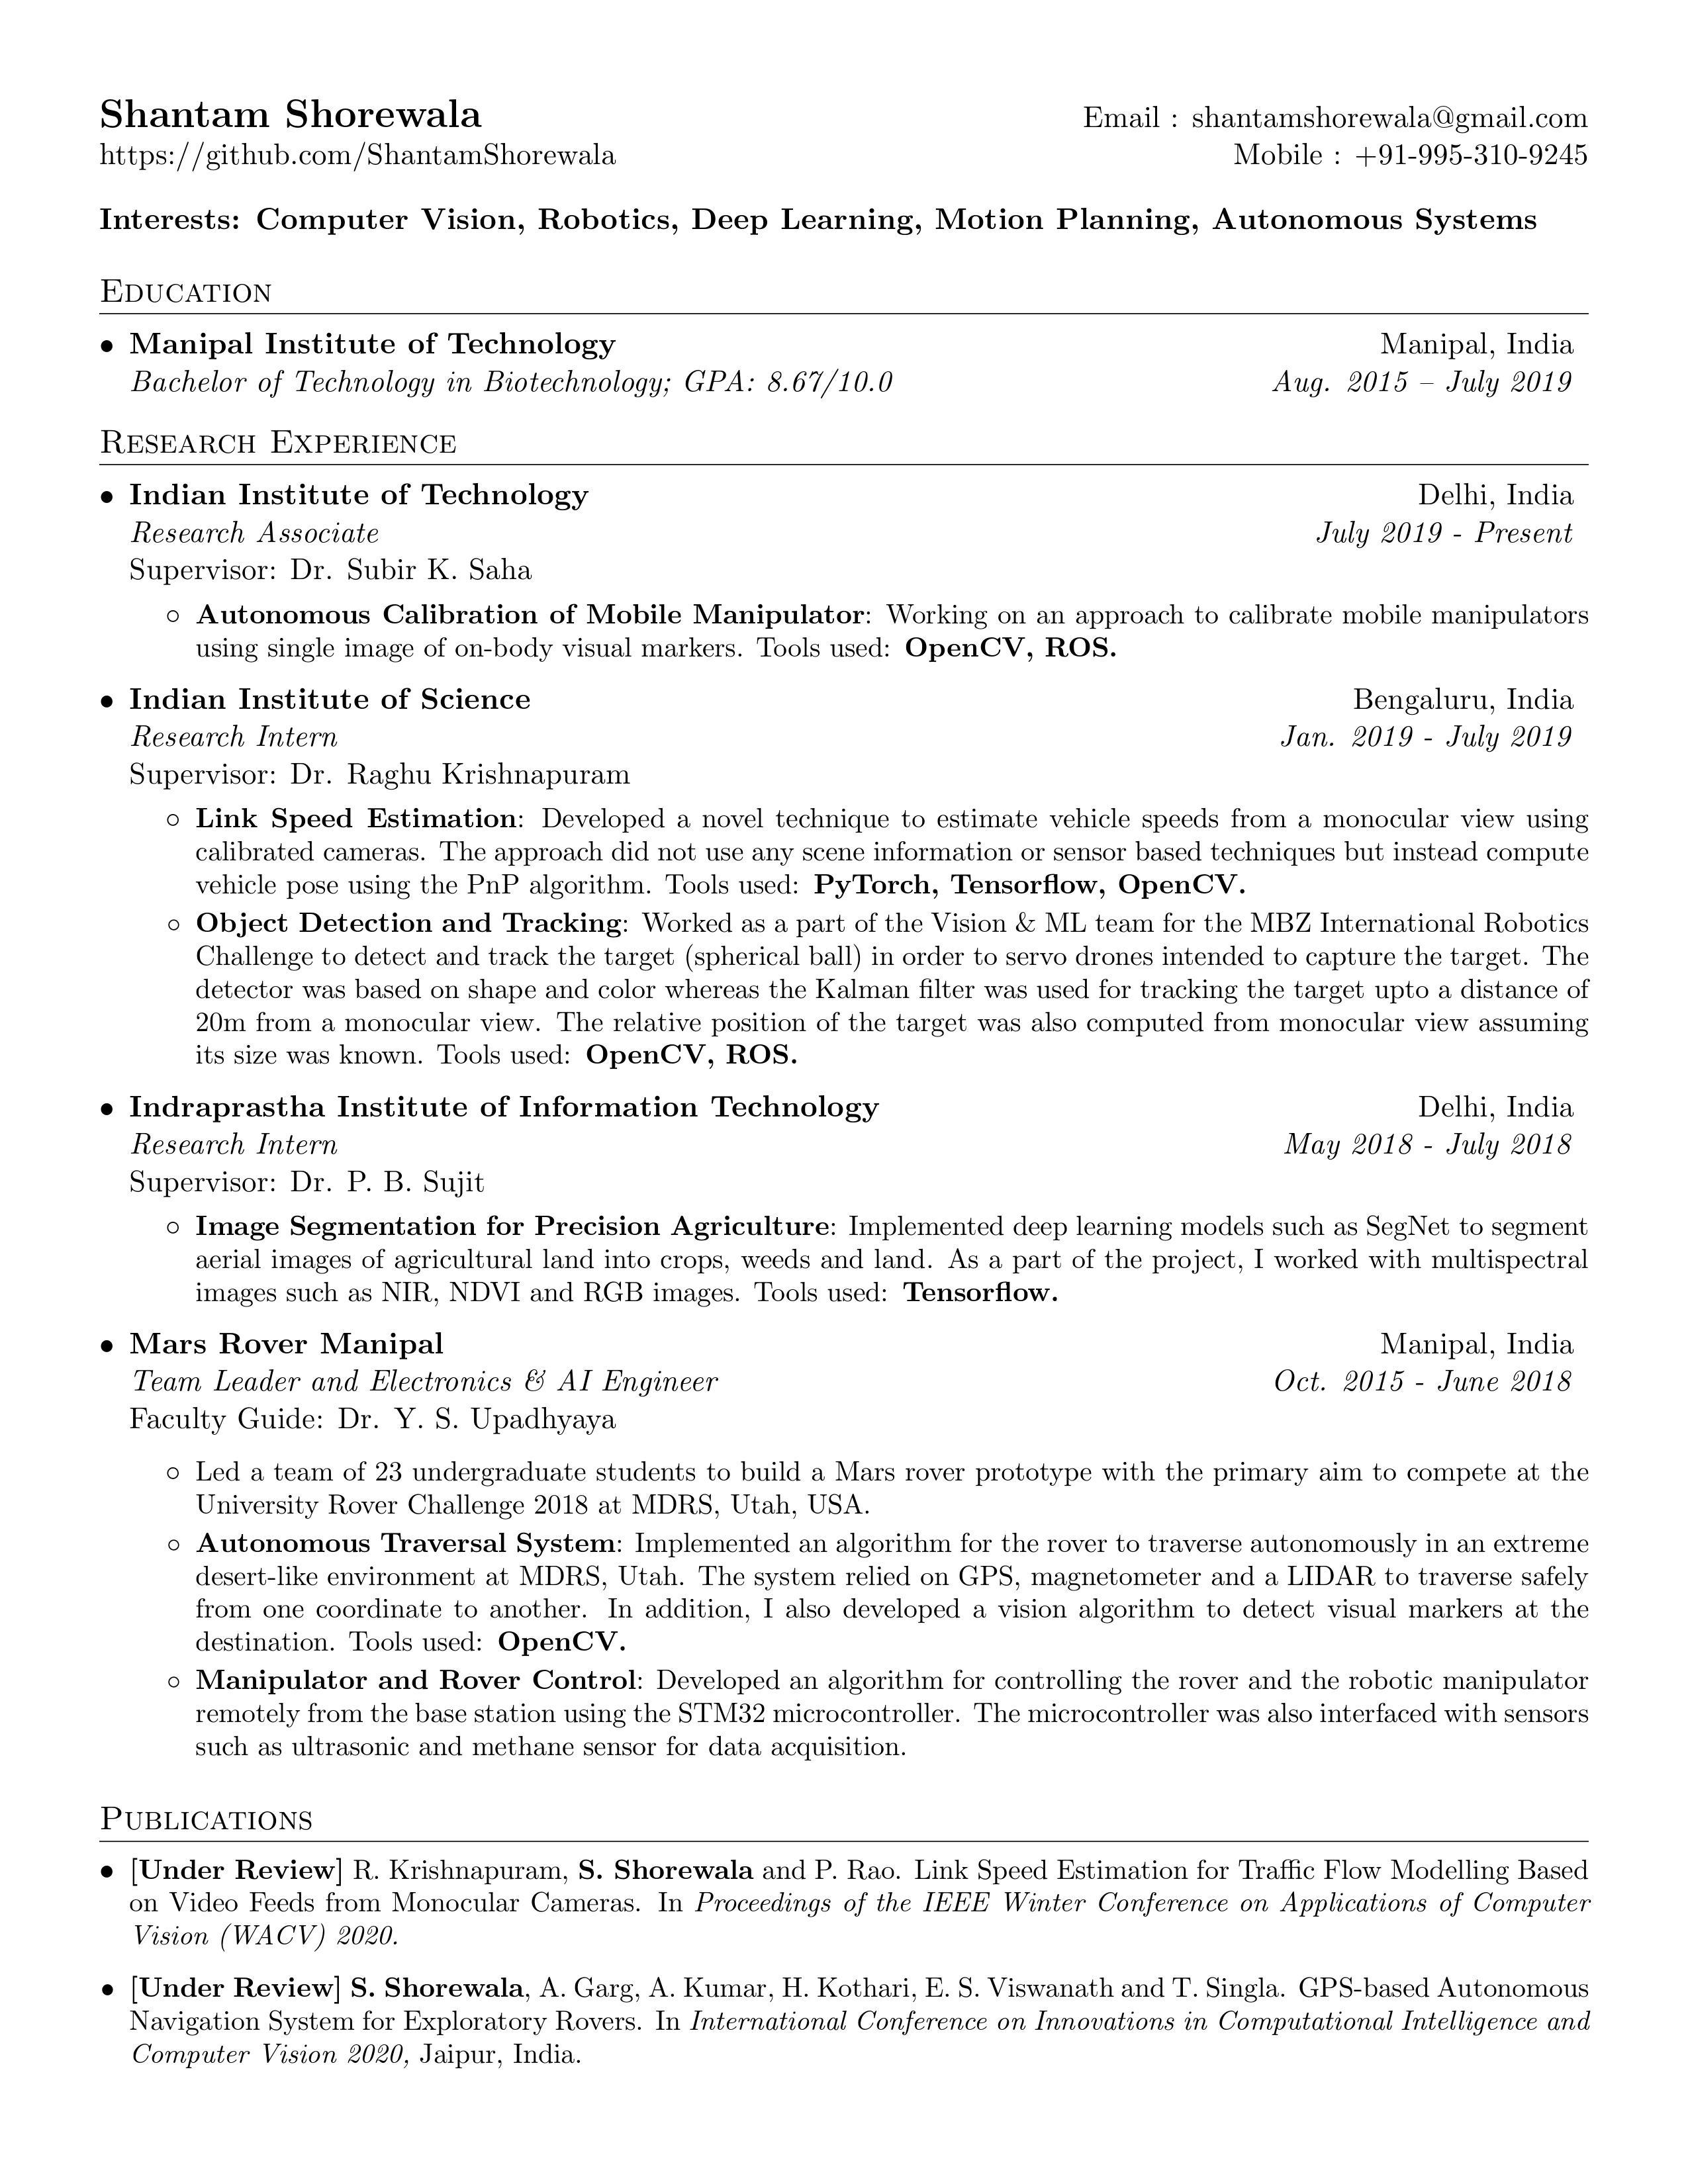 Shantam Shorewala
Email : shantamshorewala@gmail.com
https://github.com/ShantamShorewala
Mobile : +91-995-310-9245
Interests: Computer Vision, Robotics, Deep Learning, Motion Planning, Autonomous Systems
Education
• Manipal Institute of Technology
Manipal, India
Bachelor of Technology in Biotechnology; GPA: 8.67/10.0
Aug. 2015 – July 2019
Research Experience
• Indian Institute of Technology
Delhi, India
Research Associate
July 2019 - Present
Supervisor: Dr. Subir K. Saha
◦ Autonomous Calibration of Mobile Manipulator: Working on an approach to calibrate mobile manipulators
using single image of on-body visual markers. Tools used: OpenCV, ROS.
• Indian Institute of Science
Bengaluru, India
Research Intern
Jan. 2019 - July 2019
Supervisor: Dr. Raghu Krishnapuram
◦ Link Speed Estimation: Developed a novel technique to estimate vehicle speeds from a monocular view using
calibrated cameras. The approach did not use any scene information or sensor based techniques but instead compute
vehicle pose using the PnP algorithm. Tools used: PyTorch, Tensorflow, OpenCV.
◦ Object Detection and Tracking: Worked as a part of the Vision & ML team for the MBZ International Robotics
Challenge to detect and track the target (spherical ball) in order to servo drones intended to capture the target. The
detector was based on shape and color whereas the Kalman filter was used for tracking the target upto a distance of
20m from a monocular view. The relative position of the target was also computed from monocular view assuming
its size was known. Tools used: OpenCV, ROS.
• Indraprastha Institute of Information Technology
Delhi, India
Research Intern
May 2018 - July 2018
Supervisor: Dr. P. B. Sujit
◦ Image Segmentation for Precision Agriculture: Implemented deep learning models such as SegNet to segment
aerial images of agricultural land into crops, weeds and land. As a part of the project, I worked with multispectral
images such as NIR, NDVI and RGB images. Tools used: Tensorflow.
• Mars Rover Manipal
Manipal, India
Team Leader and Electronics & AI Engineer
Oct. 2015 - June 2018
Faculty Guide: Dr. Y. S. Upadhyaya
◦ Led a team of 23 undergraduate students to build a Mars rover prototype with the primary aim to compete at the
University Rover Challenge 2018 at MDRS, Utah, USA.
◦ Autonomous Traversal System: Implemented an algorithm for the rover to traverse autonomously in an extreme
desert-like environment at MDRS, Utah. The system relied on GPS, magnetometer and a LIDAR to traverse safely
from one coordinate to another. In addition, I also developed a vision algorithm to detect visual markers at the
destination. Tools used: OpenCV.
◦ Manipulator and Rover Control: Developed an algorithm for controlling the rover and the robotic manipulator
remotely from the base station using the STM32 microcontroller. The microcontroller was also interfaced with sensors
such as ultrasonic and methane sensor for data acquisition.
Publications
• [Under Review] R. Krishnapuram, S. Shorewala and P. Rao. Link Speed Estimation for Traffic Flow Modelling Based
on Video Feeds from Monocular Cameras. In Proceedings of the IEEE Winter Conference on Applications of Computer
Vision (WACV) 2020.
• [Under Review] S. Shorewala, A. Garg, A. Kumar, H. Kothari, E. S. Viswanath and T. Singla. GPS-based Autonomous
Navigation System for Exploratory Rovers. In International Conference on Innovations in Computational Intelligence and
Computer Vision 2020, Jaipur, India.